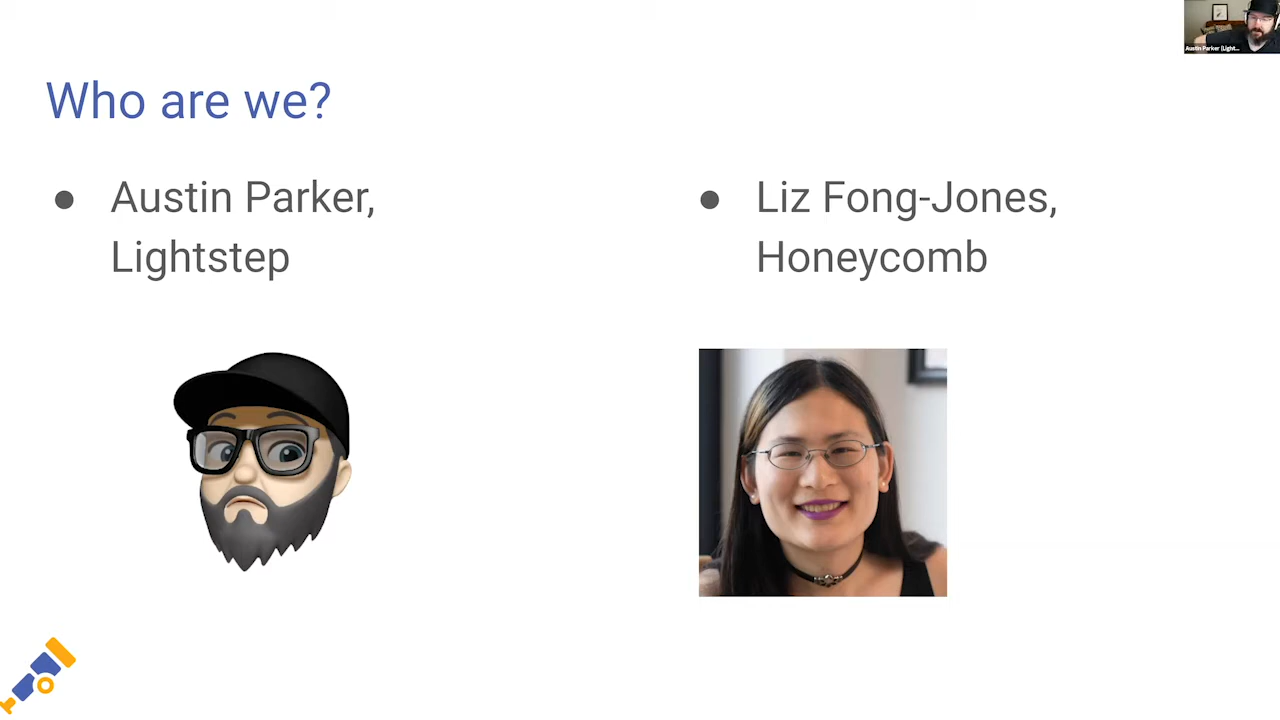 Austin Parker (Light...
Who are we?
● Austin Parker,
Lightstep
● Liz Fong-Jones,
Honeycomb